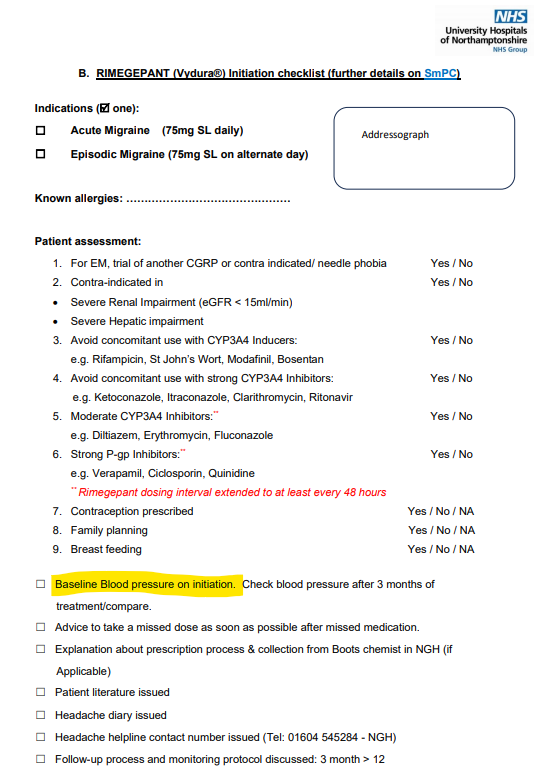 NHS
University Hospitals
of Northamptonshire
NHS Group
B. RIMEGEPANT (Vydura®) Initiation checklist (further details on SmPC)
Indications (☑ one):
☐ Acute Migraine (75mg SL daily)
☐ Episodic Migraine (75mg SL on alternate day)
Addressograph
Known allergies: ……………………………………
Patient assessment:
1. For EM, trial of another CGRP or contra indicated/ needle phobia Yes / No
2. Contra-indicated in Yes / No
• Severe Renal Impairment (eGFR < 15ml/min)
• Severe Hepatic impairment
3. Avoid concomitant use with CYP3A4 Inducers: Yes / No
e.g. Rifampicin, St John's Wort, Modafinil, Bosentan
4. Avoid concomitant use with strong CYP3A4 Inhibitors: Yes / No
e.g. Ketoconazole, Itraconazole, Clarithromycin, Ritonavir
5. Moderate CYP3A4 Inhibitors:** Yes / No
e.g. Diltiazem, Erythromycin, Fluconazole
6. Strong P-gp Inhibitors:** Yes / No
e.g. Verapamil, Ciclosporin, Quinidine
** Rimegepant dosing interval extended to at least every 48 hours
7. Contraception prescribed Yes / No / NA
8. Family planning Yes / No / NA
9. Breast feeding Yes / No / NA
☐ Baseline Blood pressure on initiation. Check blood pressure after 3 months of
treatment/compare.
☐ Advice to take a missed dose as soon as possible after missed medication.
☐ Explanation about prescription process & collection from Boots chemist in NGH (if
Applicable)
☐ Patient literature issued
☐ Headache diary issued
☐ Headache helpline contact number issued (Tel: 01604 545284 - NGH)
☐ Follow-up process and monitoring protocol discussed: 3 month > 12